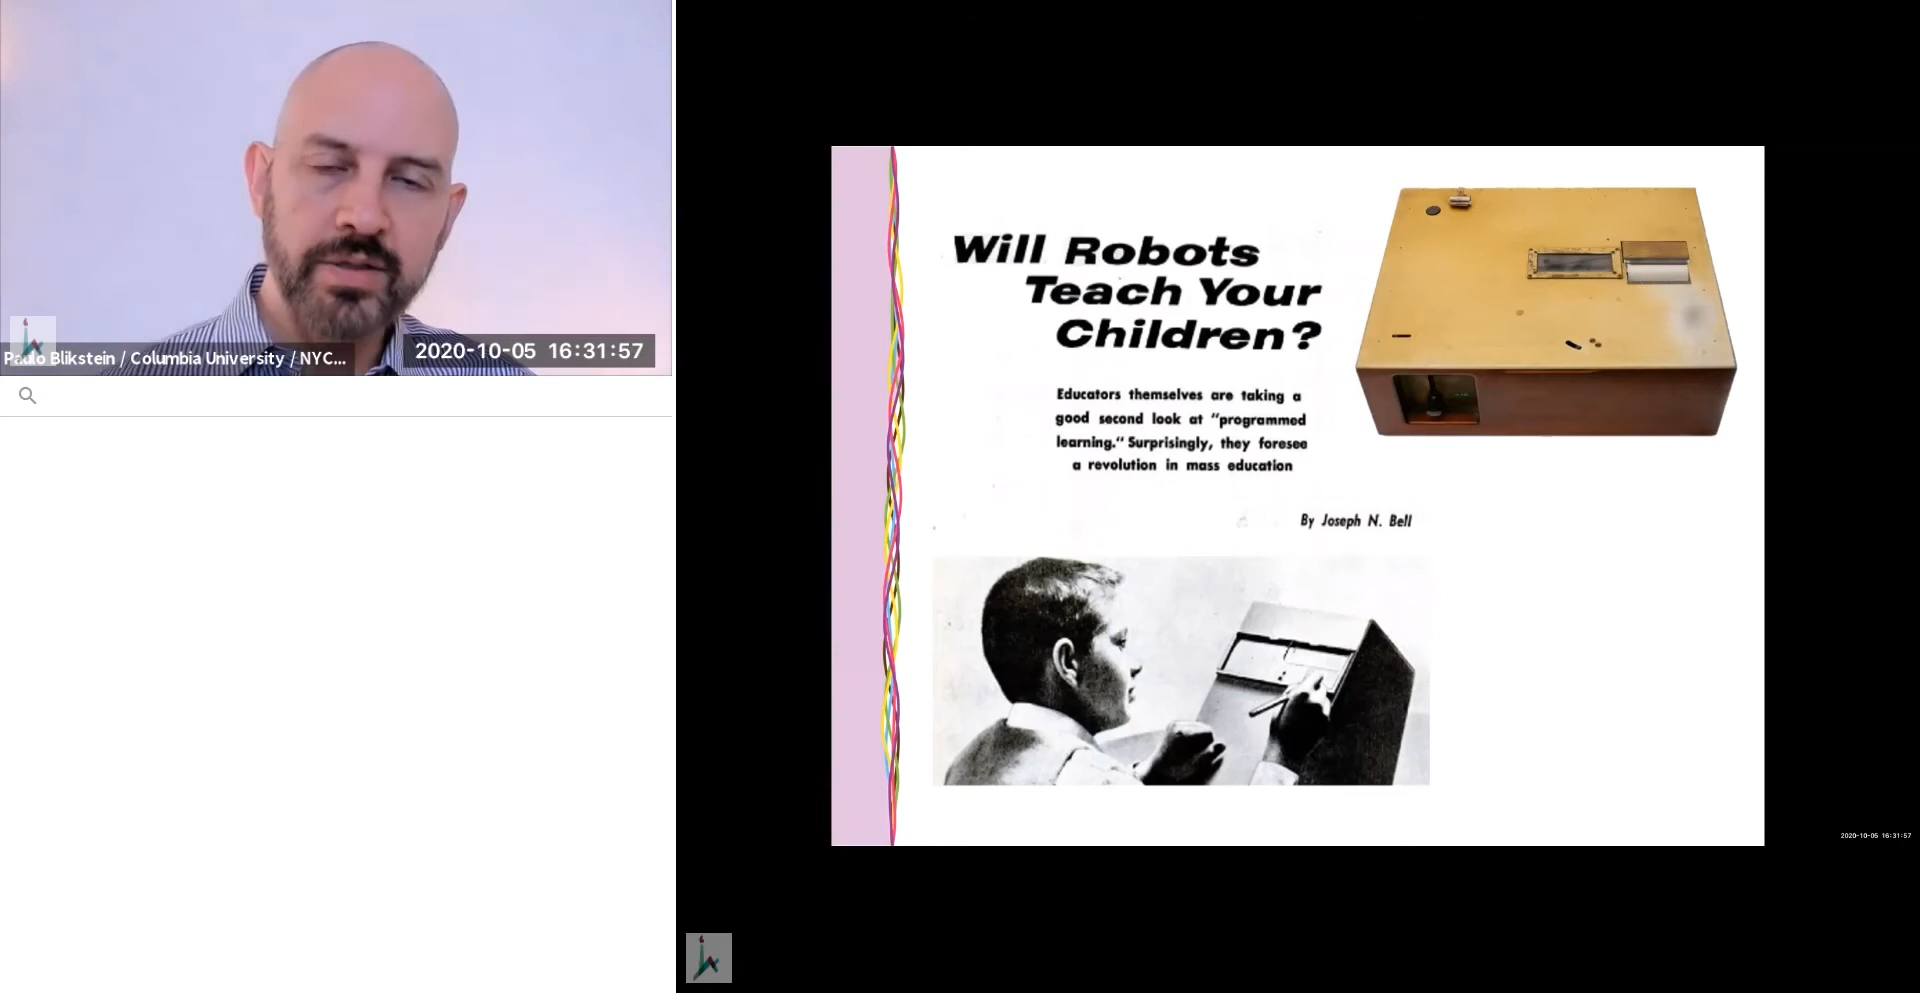 Paulo Blikstein / Columbia University / NYC...
2020-10-05 16:31:57
Will Robots
Teach Your
Children?
Educators themselves are taking a
good second look at "programmed
learning." Surprisingly, they foresee
a revolution in mass education
By Joseph N. Bell
2020-10-05 16:31:57